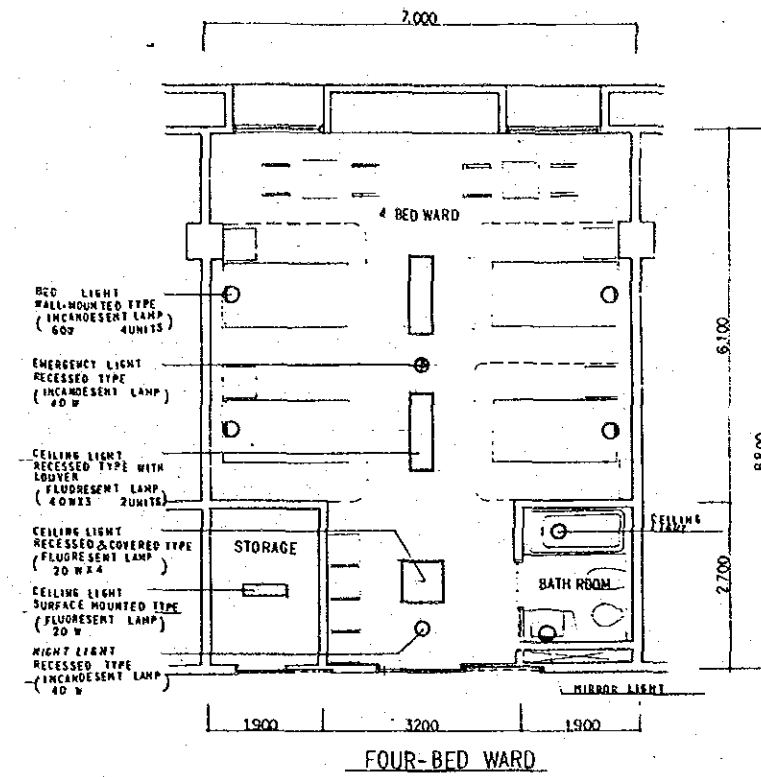 7,000
4 BED WARD
BED LIGHT
WALL-MOUNTED TYPE
( INCANDESENT LAMP )
60W 4UNITS
EMERGENCY LIGHT
RECESSED TYPE
( INCANDESENT LAMP )
40 W
CEILING LIGHT
RECESSED TYPE WITH
LOUVER
( FLUORESENT LAMP )
40WX3 2UNITS
CEILING LIGHT
RECESSED & COVERED TYPE
( FLUORESENT LAMP )
20 W X 4
CEILING LIGHT
SURFACE MOUNTED TYPE
( FLUORESENT LAMP )
20 W
NIGHT LIGHT
RECESSED TYPE
( INCANDESENT LAMP )
40 W
STORAGE
BATH ROOM
CEILING
MIRROR LIGHT
6,100
2,700
8,800
1,900
3,200
1,900
FOUR-BED WARD